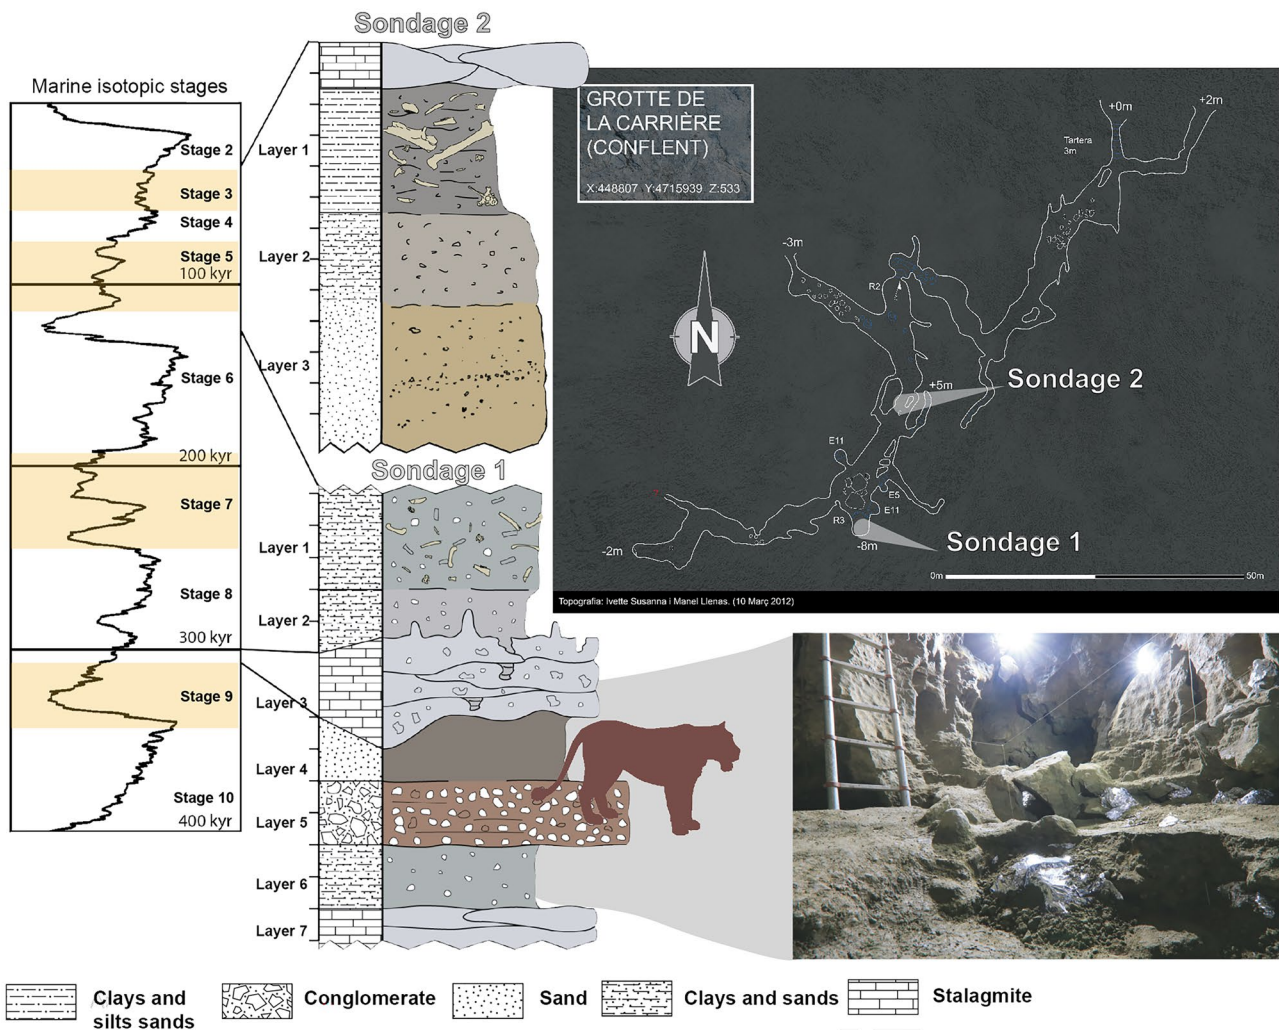 Sondage 2
Marine isotopic stages
Stage 2
Stage 3
Stage 4
Stage 5
100 kyr
Stage 6
200 kyr
Stage 7
Stage 8
300 kyr
Stage 9
Stage 10
400 kyr
Layer 1
Layer 2
Layer 3
Sondage 1
Layer 1
Layer 2
Layer 3
Layer 4
Layer 5
Layer 6
Layer 7
GROTTE DE
LA CARRIÈRE
(CONFLENT)
X:448807 Y:4715939 Z:533
+0m
+2m
Tartera
3m
-3m
R2
N
+5m
Sondage 2
E11
E5
E11
R3
-8m
Sondage 1
-2m
0m
50m
Topografia: Ivette Susanna i Manel Llenas. (10 Març 2012)
Clays and
silts sands
Conglomerate
Sand
Clays and sands
Stalagmite